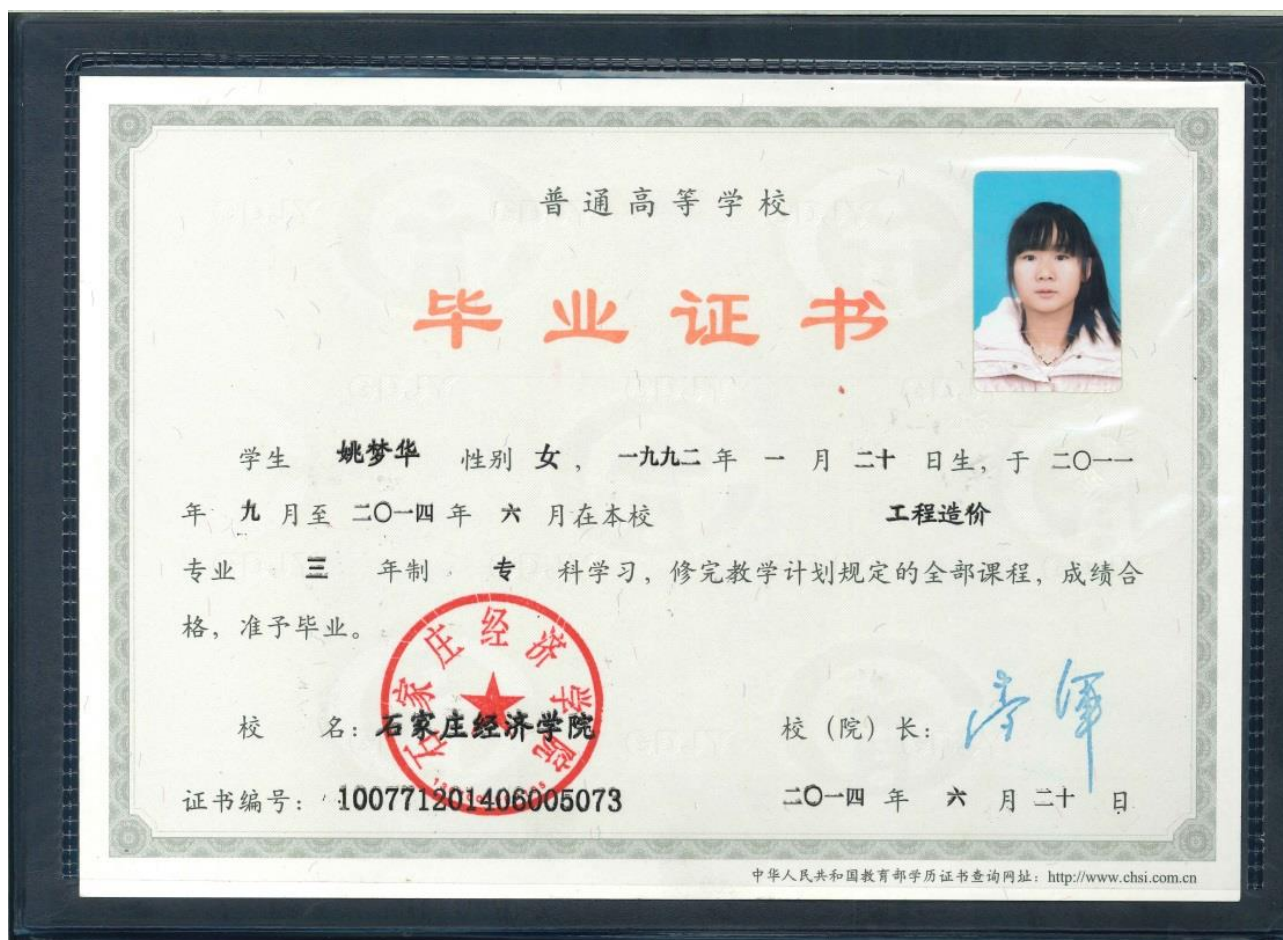 普通高等学校
毕业证书
学生 姚梦华 性别 女，一九九二 年 一 月 二十 日生，于 二〇一一
年 九 月至 二〇一四 年 六 月在本校 工程造价
专业 三 年制 专 科学习，修完教学计划规定的全部课程，成绩合
格，准予毕业。
石家庄经济学院
校 名：石家庄经济学院 校（院）长：
证书编号：100771201406005073 二〇一四 年 六 月 二十 日
中华人民共和国教育部学历证书查询网址：http://www.chsi.com.cn